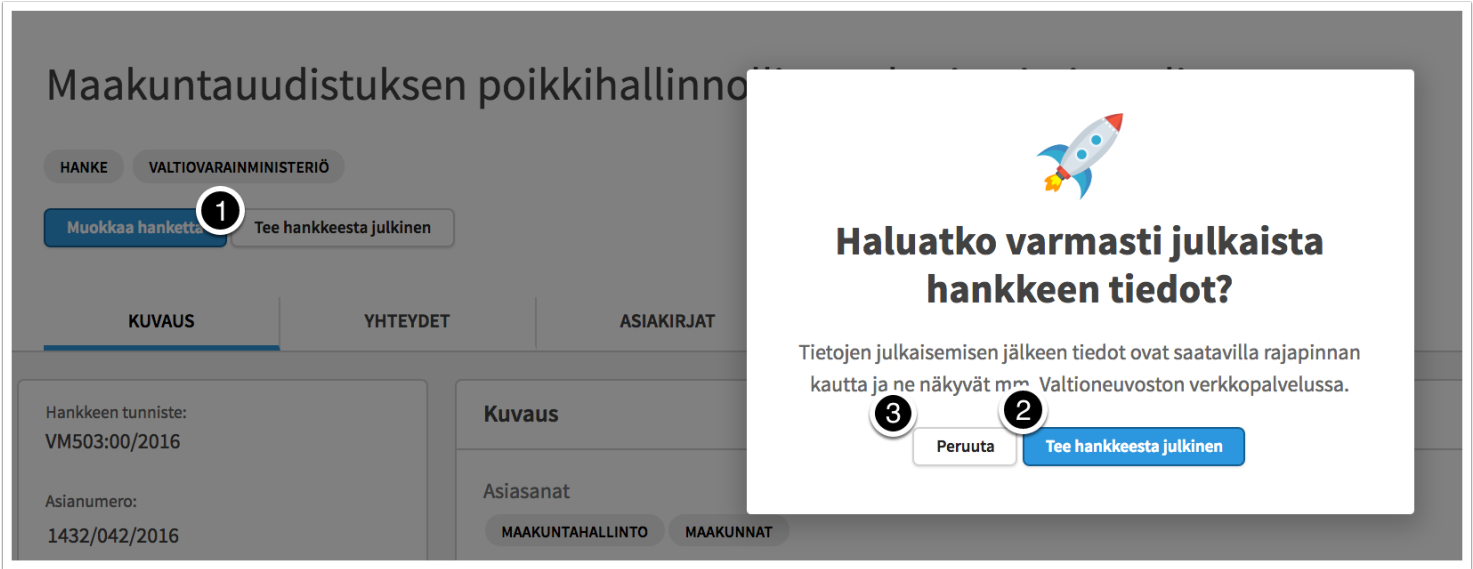 Maakuntauudistuksen poikkihallinno
HANKE VALTIOVARAINMINISTERIÖ
1
Muokkaa hanketta Tee hankkeesta julkinen
KUVAUS YHTEYDET ASIAKIRJAT
Hankkeen tunniste:
VM503:00/2016
Asianumero:
1432/042/2016
Kuvaus
Asiasanat
MAAKUNTAHALLINTO MAAKUNNAT
Haluatko varmasti julkaista
hankkeen tiedot?
Tietojen julkaisemisen jälkeen tiedot ovat saatavilla rajapinnan
kautta ja ne näkyvät mm. Valtioneuvoston verkkopalvelussa.
3 2
Peruuta Tee hankkeesta julkinen